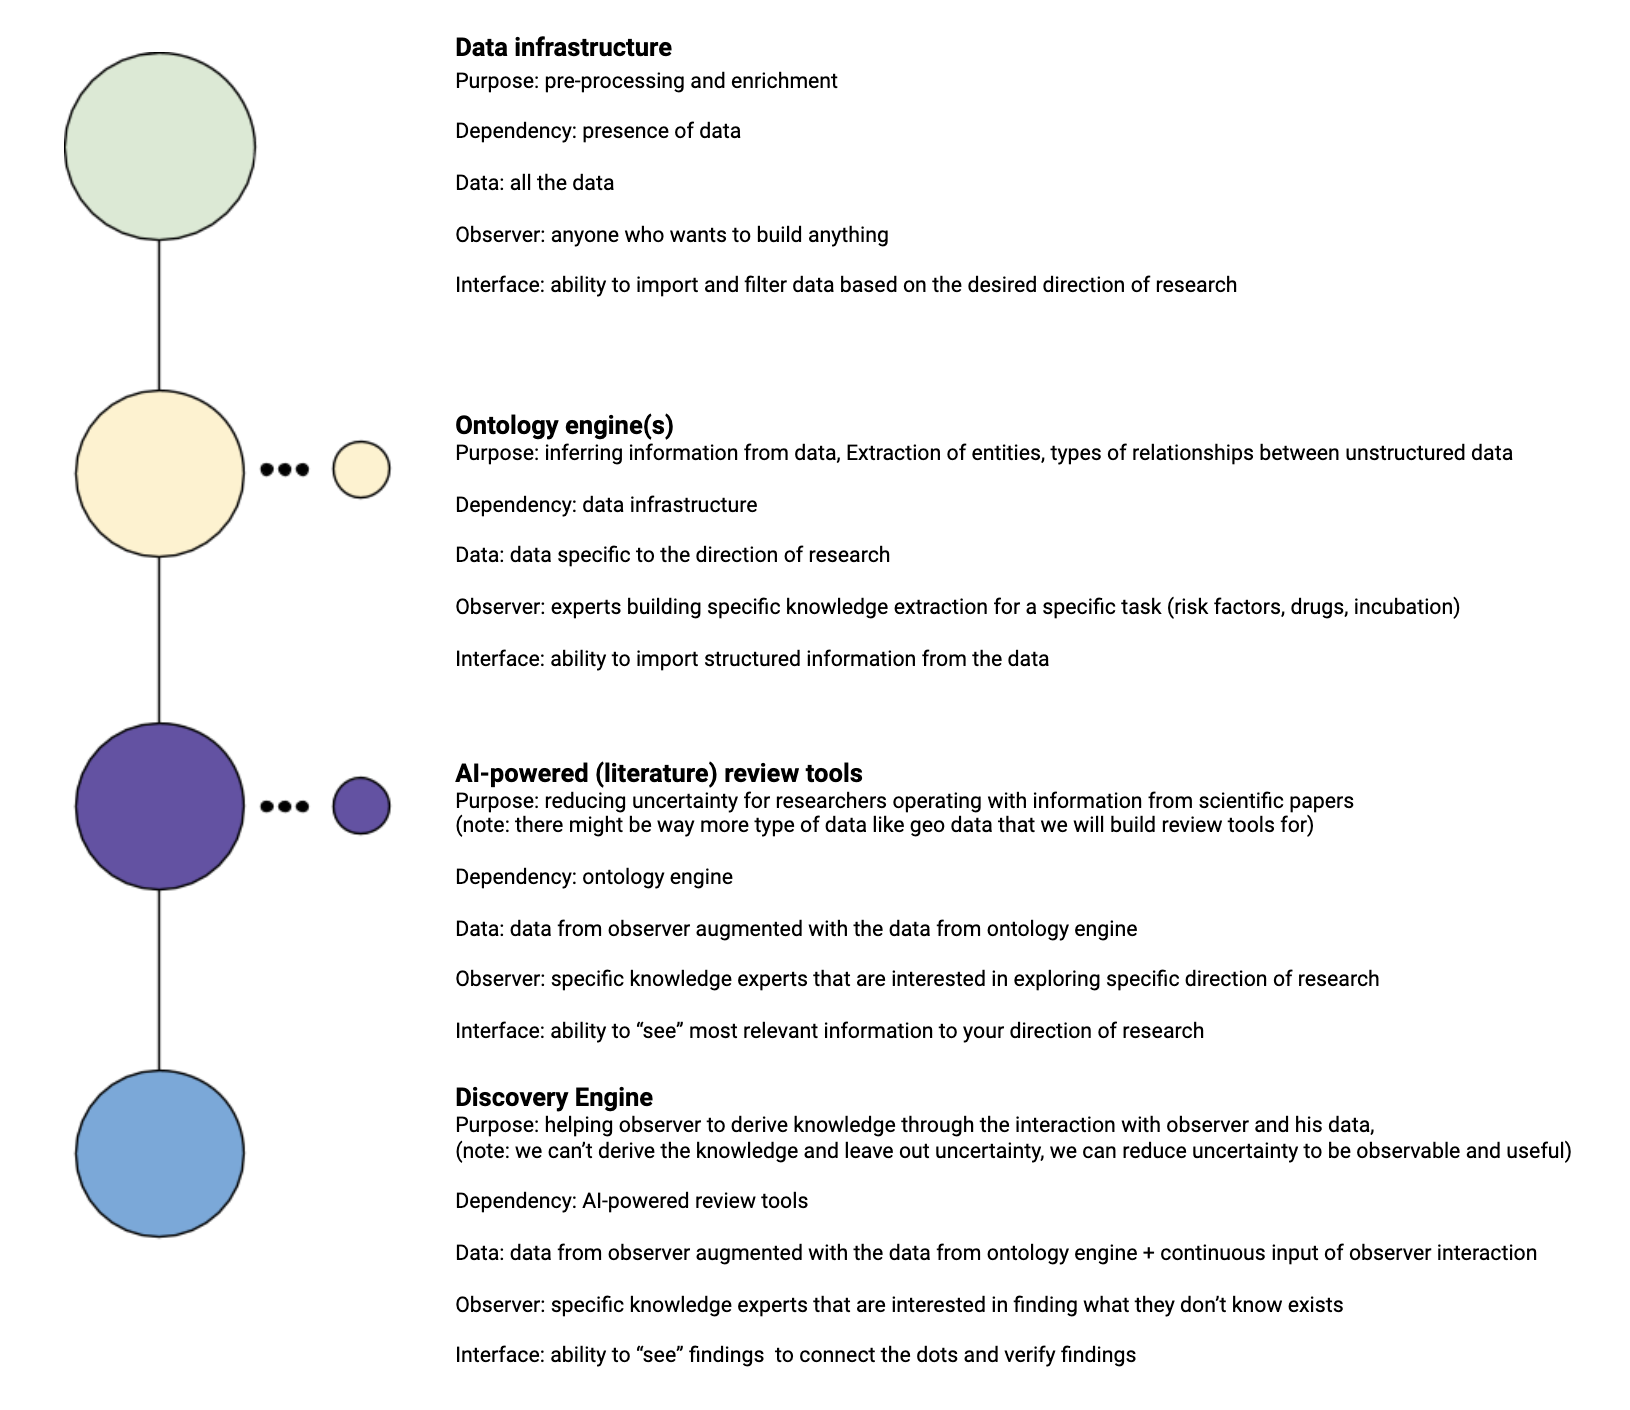 Data infrastructure
Purpose: pre-processing and enrichment
Dependency: presence of data
Data: all the data
Observer: anyone who wants to build anything
Interface: ability to import and filter data based on the desired direction of research
Ontology engine(s)
Purpose: inferring information from data, Extraction of entities, types of relationships between unstructured data
Dependency: data infrastructure
Data: data specific to the direction of research
Observer: experts building specific knowledge extraction for a specific task (risk factors, drugs, incubation)
Interface: ability to import structured information from the data
AI-powered (literature) review tools
Purpose: reducing uncertainty for researchers operating with information from scientific papers
(note: there might be way more type of data like geo data that we will build review tools for)
Dependency: ontology engine
Data: data from observer augmented with the data from ontology engine
Observer: specific knowledge experts that are interested in exploring specific direction of research
Interface: ability to “see” most relevant information to your direction of research
Discovery Engine
Purpose: helping observer to derive knowledge through the interaction with observer and his data,
(note: we can’t derive the knowledge and leave out uncertainty, we can reduce uncertainty to be observable and useful)
Dependency: AI-powered review tools
Data: data from observer augmented with the data from ontology engine + continuous input of observer interaction
Observer: specific knowledge experts that are interested in finding what they don’t know exists
Interface: ability to “see” findings  to connect the dots and verify findings